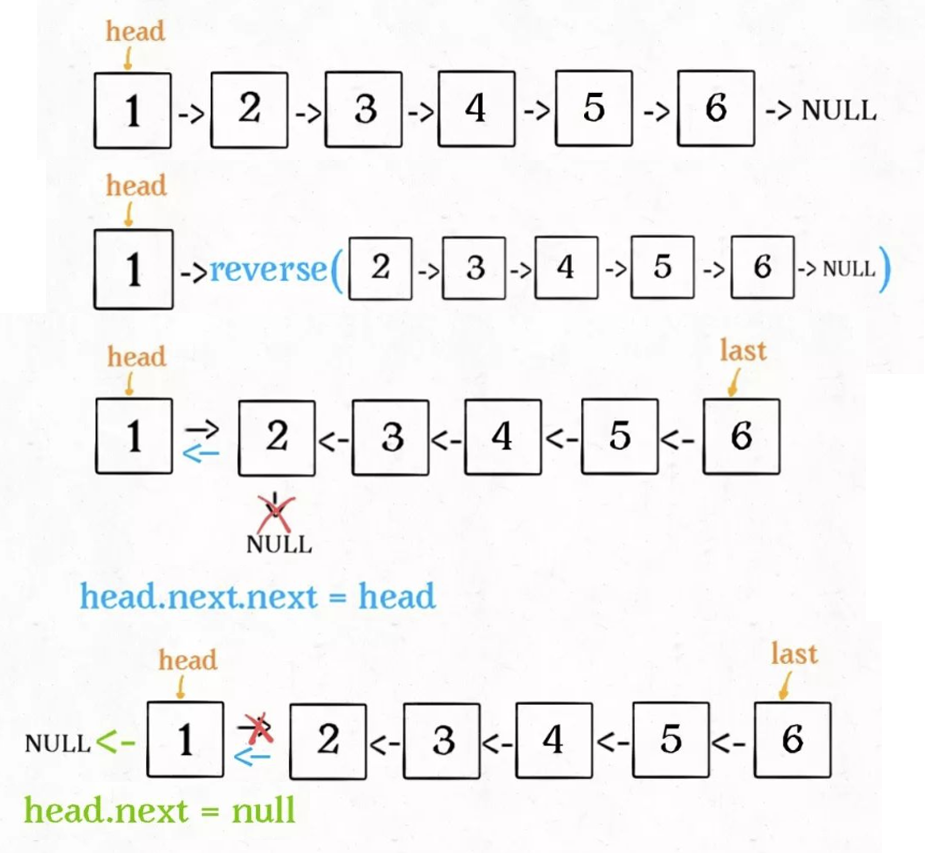 head
1 -> 2 -> 3 -> 4 -> 5 -> 6 -> NULL
head
1 ->reverse( 2 -> 3 -> 4 -> 5 -> 6 -> NULL )
head last
1 -> <- 2 <- 3 <- 4 <- 5 <- 6
NULL
head.next.next = head
head last
NULL <- 1 -> <- 2 <- 3 <- 4 <- 5 <- 6
head.next = null